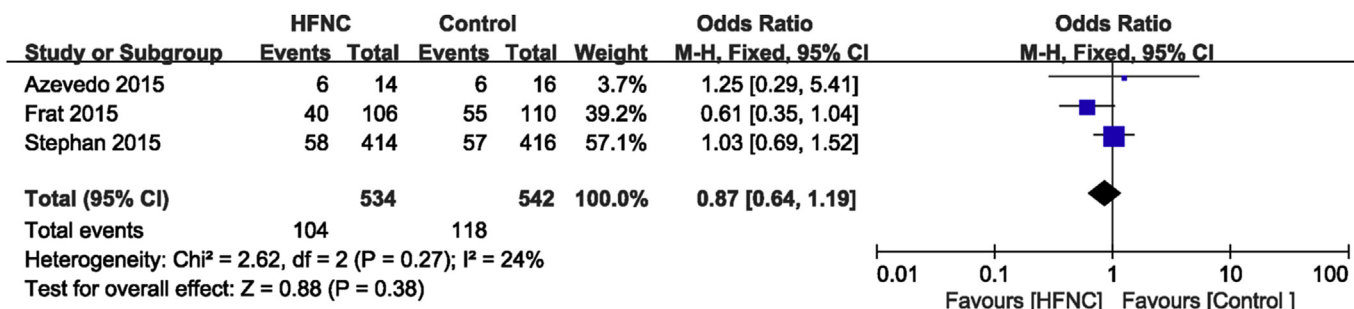 HFNC Control Odds Ratio Odds Ratio
Study or Subgroup Events Total Events Total Weight M-H, Fixed, 95% CI M-H, Fixed, 95% CI
Azevedo 2015 6 14 6 16 3.7% 1.25 [0.29, 5.41]
Frat 2015 40 106 55 110 39.2% 0.61 [0.35, 1.04]
Stephan 2015 58 414 57 416 57.1% 1.03 [0.69, 1.52]
Total (95% CI) 534 542 100.0% 0.87 [0.64, 1.19]
Total events 104 118
Heterogeneity: Chi² = 2.62, df = 2 (P = 0.27); I² = 24%
Test for overall effect: Z = 0.88 (P = 0.38)
0.01 0.1 1 10 100
Favours [HFNC] Favours [Control ]